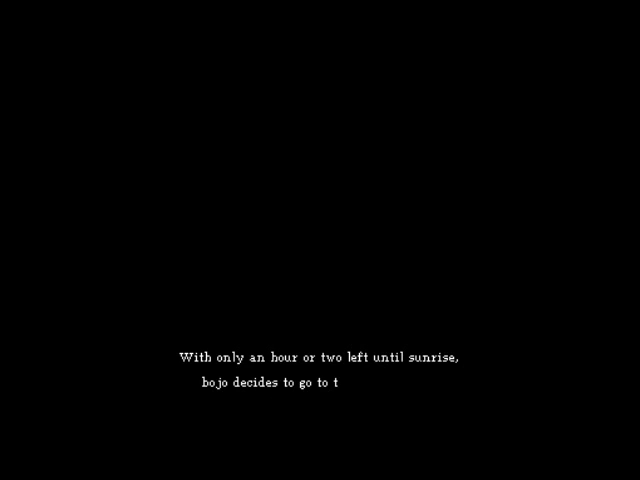 With only an hour or two left until sunrise,
bojo decides to go to t